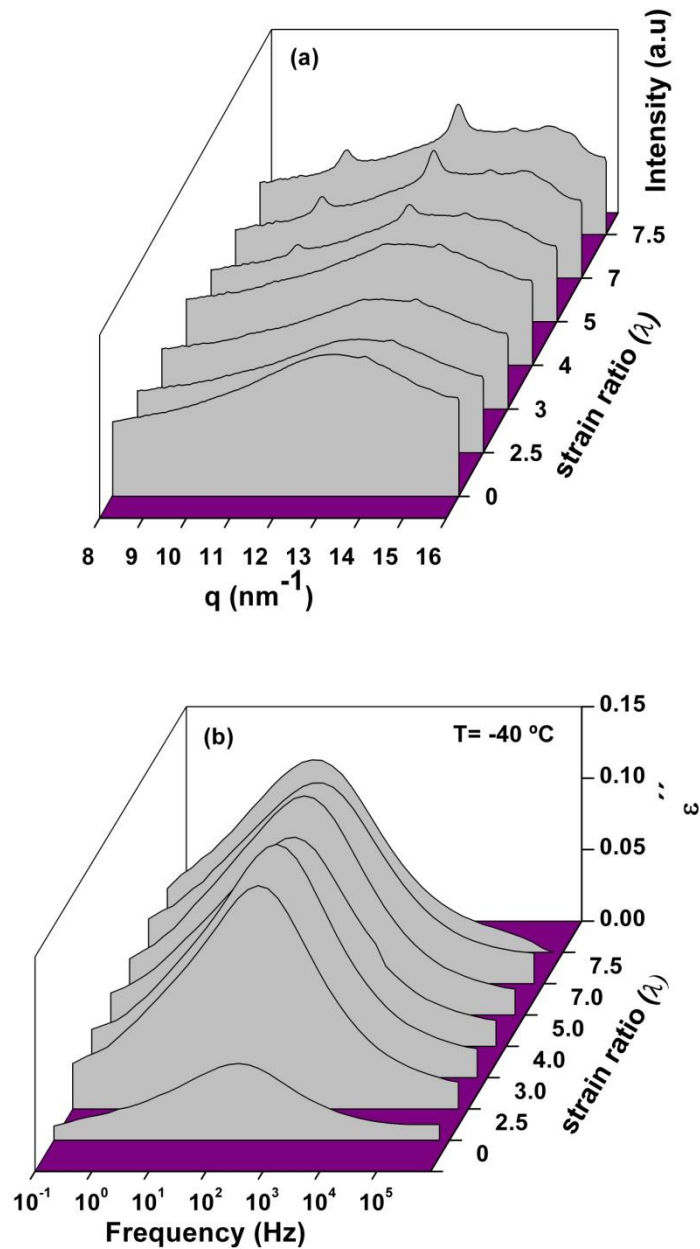 (a)
Intensity (a.u)
7.5
7
5
4
3
2.5
0
strain ratio (λ)
8 9 10 11 12 13 14 15 16
q (nm⁻¹)
(b)
T= -40 ºC
0.15
0.10
0.05
0.00
ε´´
7.5
7.0
5.0
4.0
3.0
2.5
0
strain ratio (λ)
10⁻¹ 10⁰ 10¹ 10² 10³ 10⁴ 10⁵
Frequency (Hz)